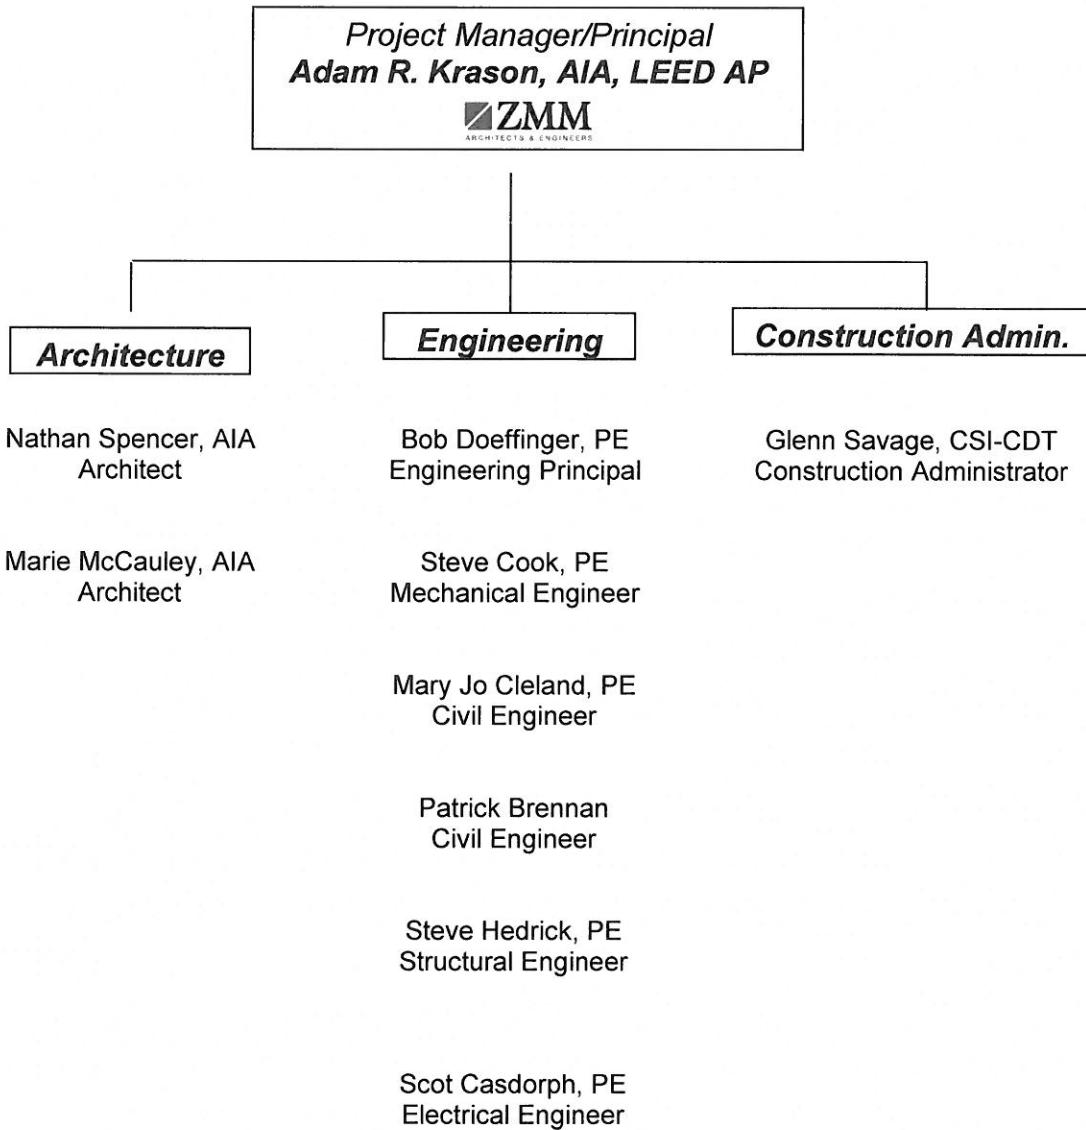 Project Manager/Principal
Adam R. Krason, AIA, LEED AP
ZMM
ARCHITECTS & ENGINEERS
Architecture
Nathan Spencer, AIA
Architect
Marie McCauley, AIA
Architect
Engineering
Bob Doeffinger, PE
Engineering Principal
Steve Cook, PE
Mechanical Engineer
Mary Jo Cleland, PE
Civil Engineer
Patrick Brennan
Civil Engineer
Steve Hedrick, PE
Structural Engineer
Scot Casdorph, PE
Electrical Engineer
Construction Admin.
Glenn Savage, CSI-CDT
Construction Administrator